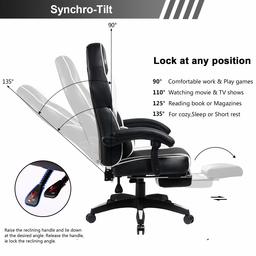 Synchro-Tilt
90°
Lock at any position
90° Comfortable work & Play games
110° Watching movie & TV shows
125° Reading book or Magazines
135° For cozy,Sleep or Short rest
135°
135°
Raise the reclining handle and lie down
at the desired angle. Release the handle,
ie lock the reclining angle.